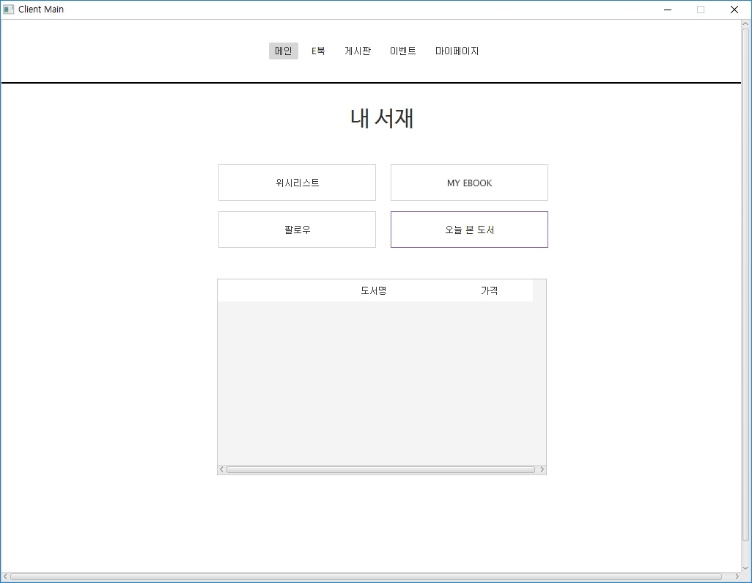 Client Main
메인 E북 게시판 이벤트 마이페이지
내 서재
위시리스트 MY EBOOK
팔로우 오늘 본 도서
도서명 가격